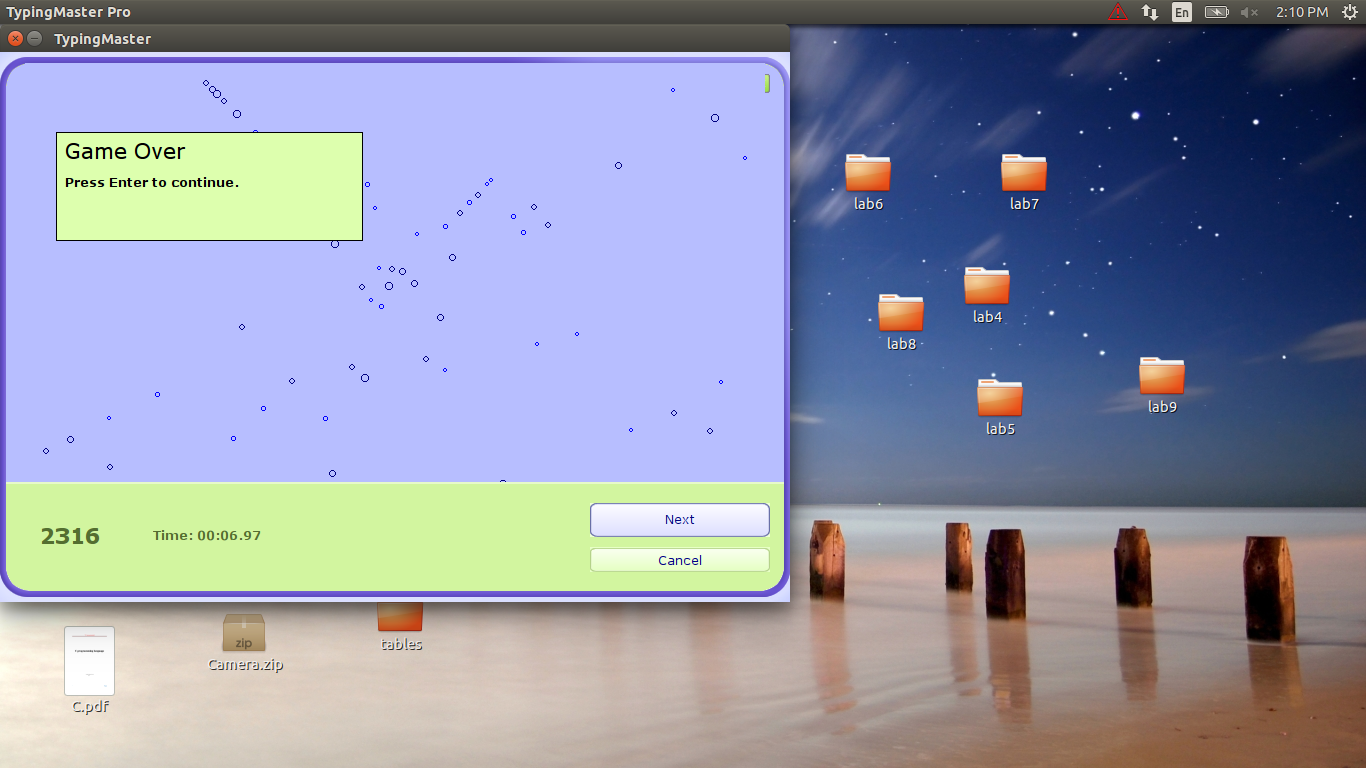 TypingMaster Pro
En
2:10 PM
TypingMaster
Game Over
Press Enter to continue.
2316
Time: 00:06.97
Next
Cancel
lab6
lab7
lab4
lab8
lab9
lab5
zip
tables
Camera.zip
C.pdf